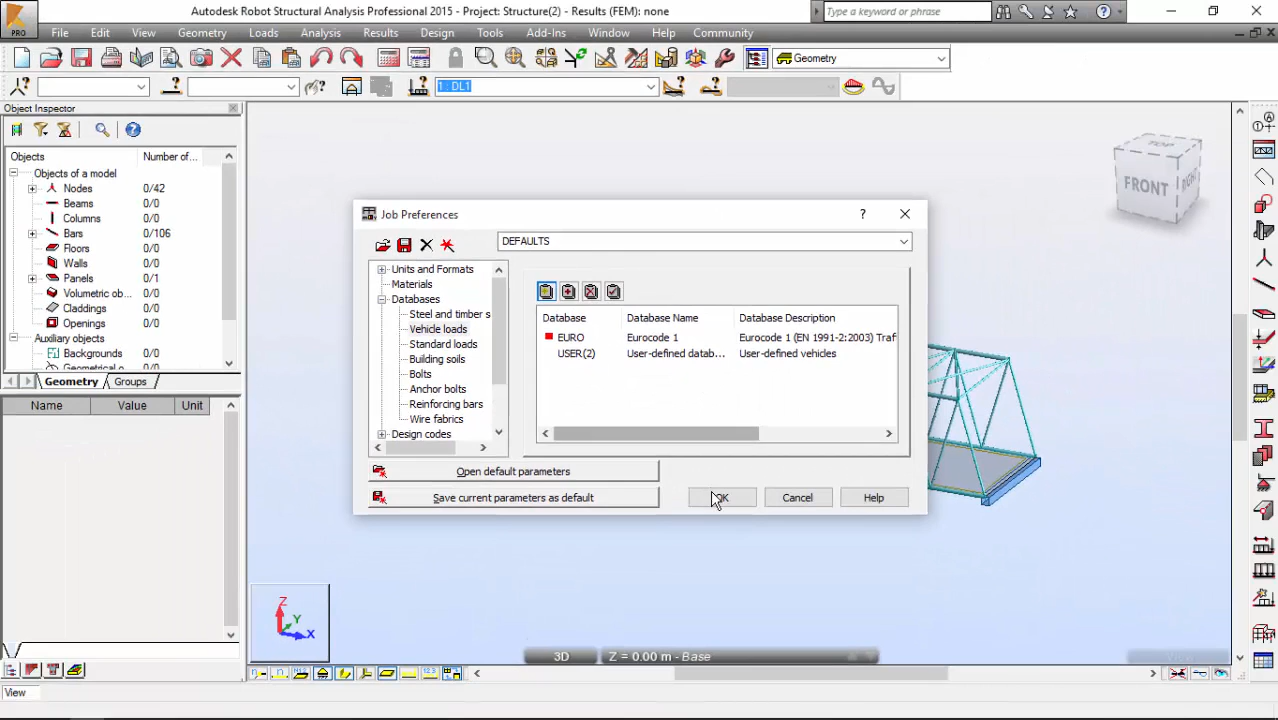 Autodesk Robot Structural Analysis Professional 2015 - Project: Structure(2) - Results (FEM): none
Type a keyword or phrase
PRO
File Edit View Geometry Loads Analysis Results Design Tools Add-Ins Window Help Community
Geometry
1 : DL1
Object Inspector
Objects Number of...
Objects of a model
Nodes 0/42
Beams 0/0
Columns 0/0
Bars 0/106
Floors 0/0
Walls 0/0
Panels 0/1
Volumetric ob... 0/0
Claddings 0/0
Openings 0/0
Auxiliary objects
Backgrounds 0/0
Geometry Groups
Name Value Unit
View
TOP
FRONT
RIGHT
Job Preferences
DEFAULTS
Units and Formats
Materials
Databases
Steel and timber s
Vehicle loads
Standard loads
Building soils
Bolts
Anchor bolts
Reinforcing bars
Wire fabrics
Design codes
Database Database Name Database Description
EURO Eurocode 1 Eurocode 1 (EN 1991-2:2003) Traf
USER(2) User-defined datab... User-defined vehicles
Open default parameters
Save current parameters as default
OK Cancel Help
Z
Y
X
3D Z = 0.00 m - Base